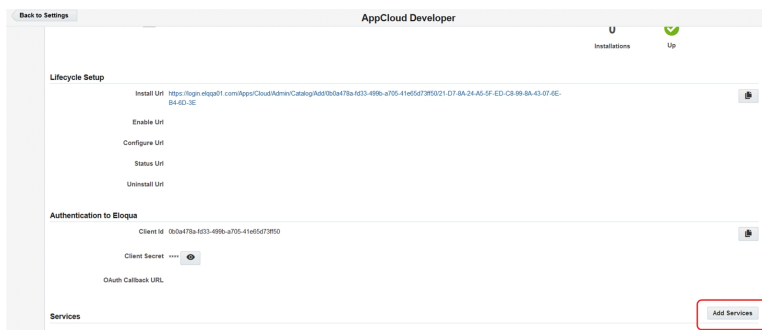 Back to Settings
AppCloud Developer
0
Installations
Up
Lifecycle Setup
Install Url https://login.elqqa01.com/Apps/Cloud/Admin/Catalog/Add/0b0a478a-fd33-499b-a705-41e65d73ff50/21-D7-8A-24-A5-5F-ED-C8-99-8A-43-07-6E-
B4-6D-3E
Enable Url
Configure Url
Status Url
Uninstall Url
Authentication to Eloqua
Client Id 0b0a478a-fd33-499b-a705-41e65d73ff50
Client Secret ****
OAuth Callback URL
Services
Add Services